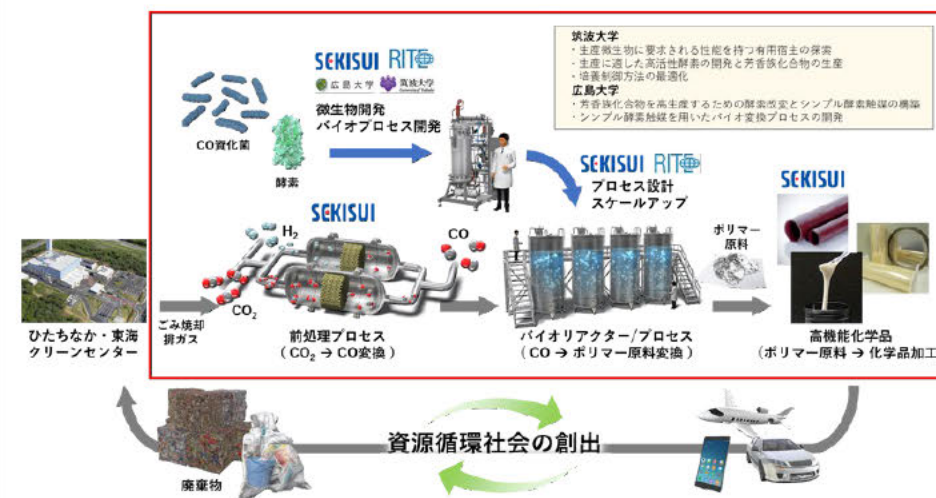 筑波大学
・生産微生物に要求される性能を持つ有用宿主の探索
・生産に適した高活性酵素の開発と芳香族化合物の生産
・培養制御方法の最適化
広島大学
・芳香族化合物を高生産するための酵素改変とシンプル酵素触媒の構築
・シンプル酵素触媒を用いたバイオ変換プロセスの開発
SEKISUI RITE
広島大学 筑波大学
微生物開発
バイオプロセス開発
CO資化菌
酵素
SEKISUI RITE
プロセス設計
スケールアップ
SEKISUI
SEKISUI
H2
CO
CO2
ポリマー
原料
ひたちなか・東海
クリーンセンター
ごみ焼却
排ガス
前処理プロセス
（CO2 → CO変換）
バイオリアクター/プロセス
（CO → ポリマー原料変換）
高機能化学品
（ポリマー原料 → 化学品加工）
資源循環社会の創出
廃棄物